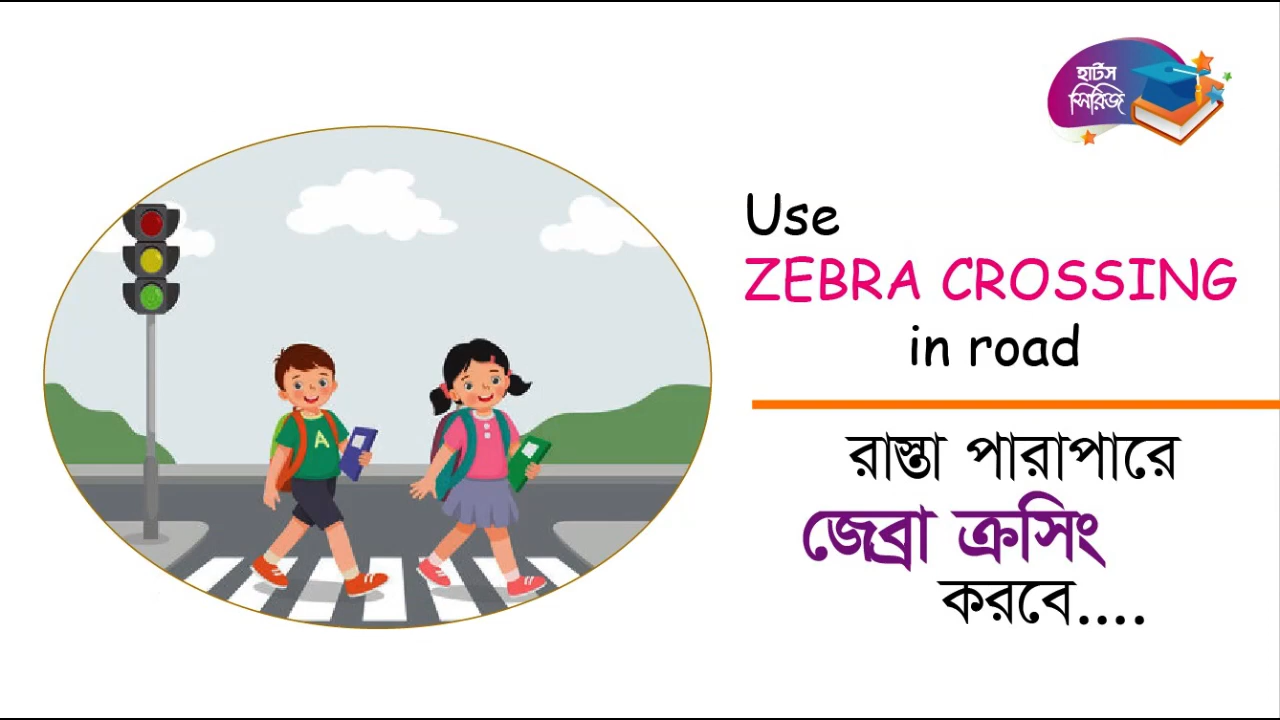 হার্টস
সিরিজ
Use
ZEBRA CROSSING
in road
রাস্তা পারাপারে
জেব্রা ক্রসিং
করবে....
A